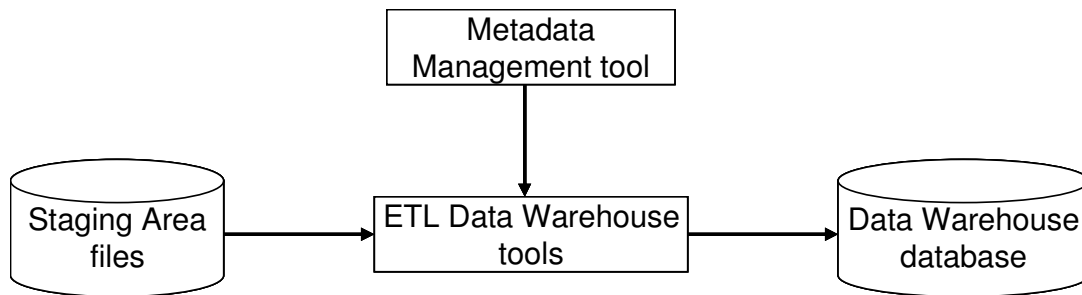 Metadata
Management tool
Staging Area
files
ETL Data Warehouse
tools
Data Warehouse
database